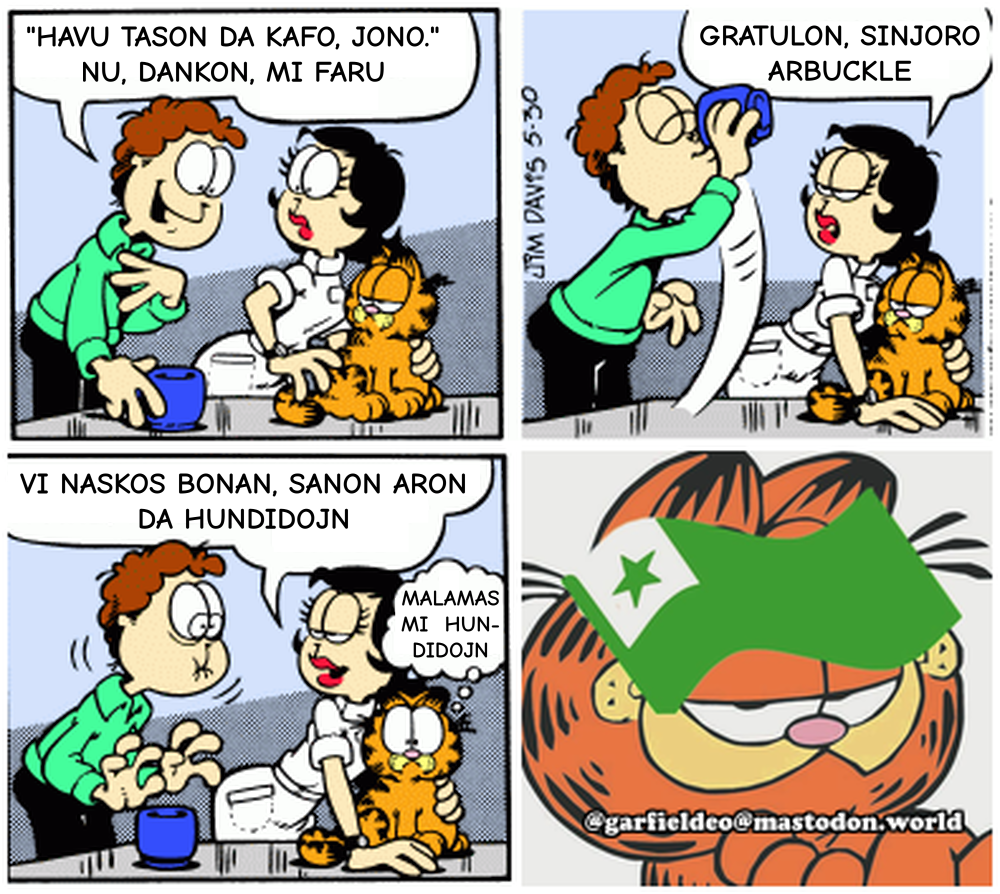 "HAVU TASON DA KAFO, JONO."
NU, DANKON, MI FARU
GRATULON, SINJORO
ARBUCKLE
JIM DAVIS 5-30
VI NASKOS BONAN, SANON ARON
DA HUNDIDOJN
MALAMAS
MI HUN-
DIDOJN
@garfieldeo@mastodon.world